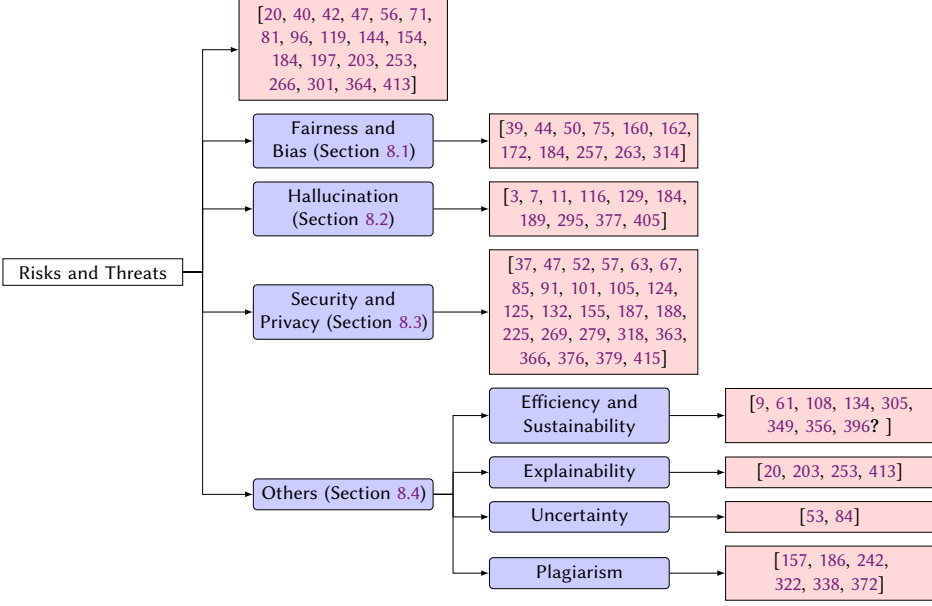 [20, 40, 42, 47, 56, 71,
81, 96, 119, 144, 154,
184, 197, 203, 253,
266, 301, 364, 413]
Fairness and
Bias (Section 8.1)
[39, 44, 50, 75, 160, 162,
172, 184, 257, 263, 314]
Hallucination
(Section 8.2)
[3, 7, 11, 116, 129, 184,
189, 295, 377, 405]
Risks and Threats
Security and
Privacy (Section 8.3)
[37, 47, 52, 57, 63, 67,
85, 91, 101, 105, 124,
125, 132, 155, 187, 188,
225, 269, 279, 318, 363,
366, 376, 379, 415]
Others (Section 8.4)
Efficiency and
Sustainability
[9, 61, 108, 134, 305,
349, 356, 396? ]
Explainability
[20, 203, 253, 413]
Uncertainty
[53, 84]
Plagiarism
[157, 186, 242,
322, 338, 372]